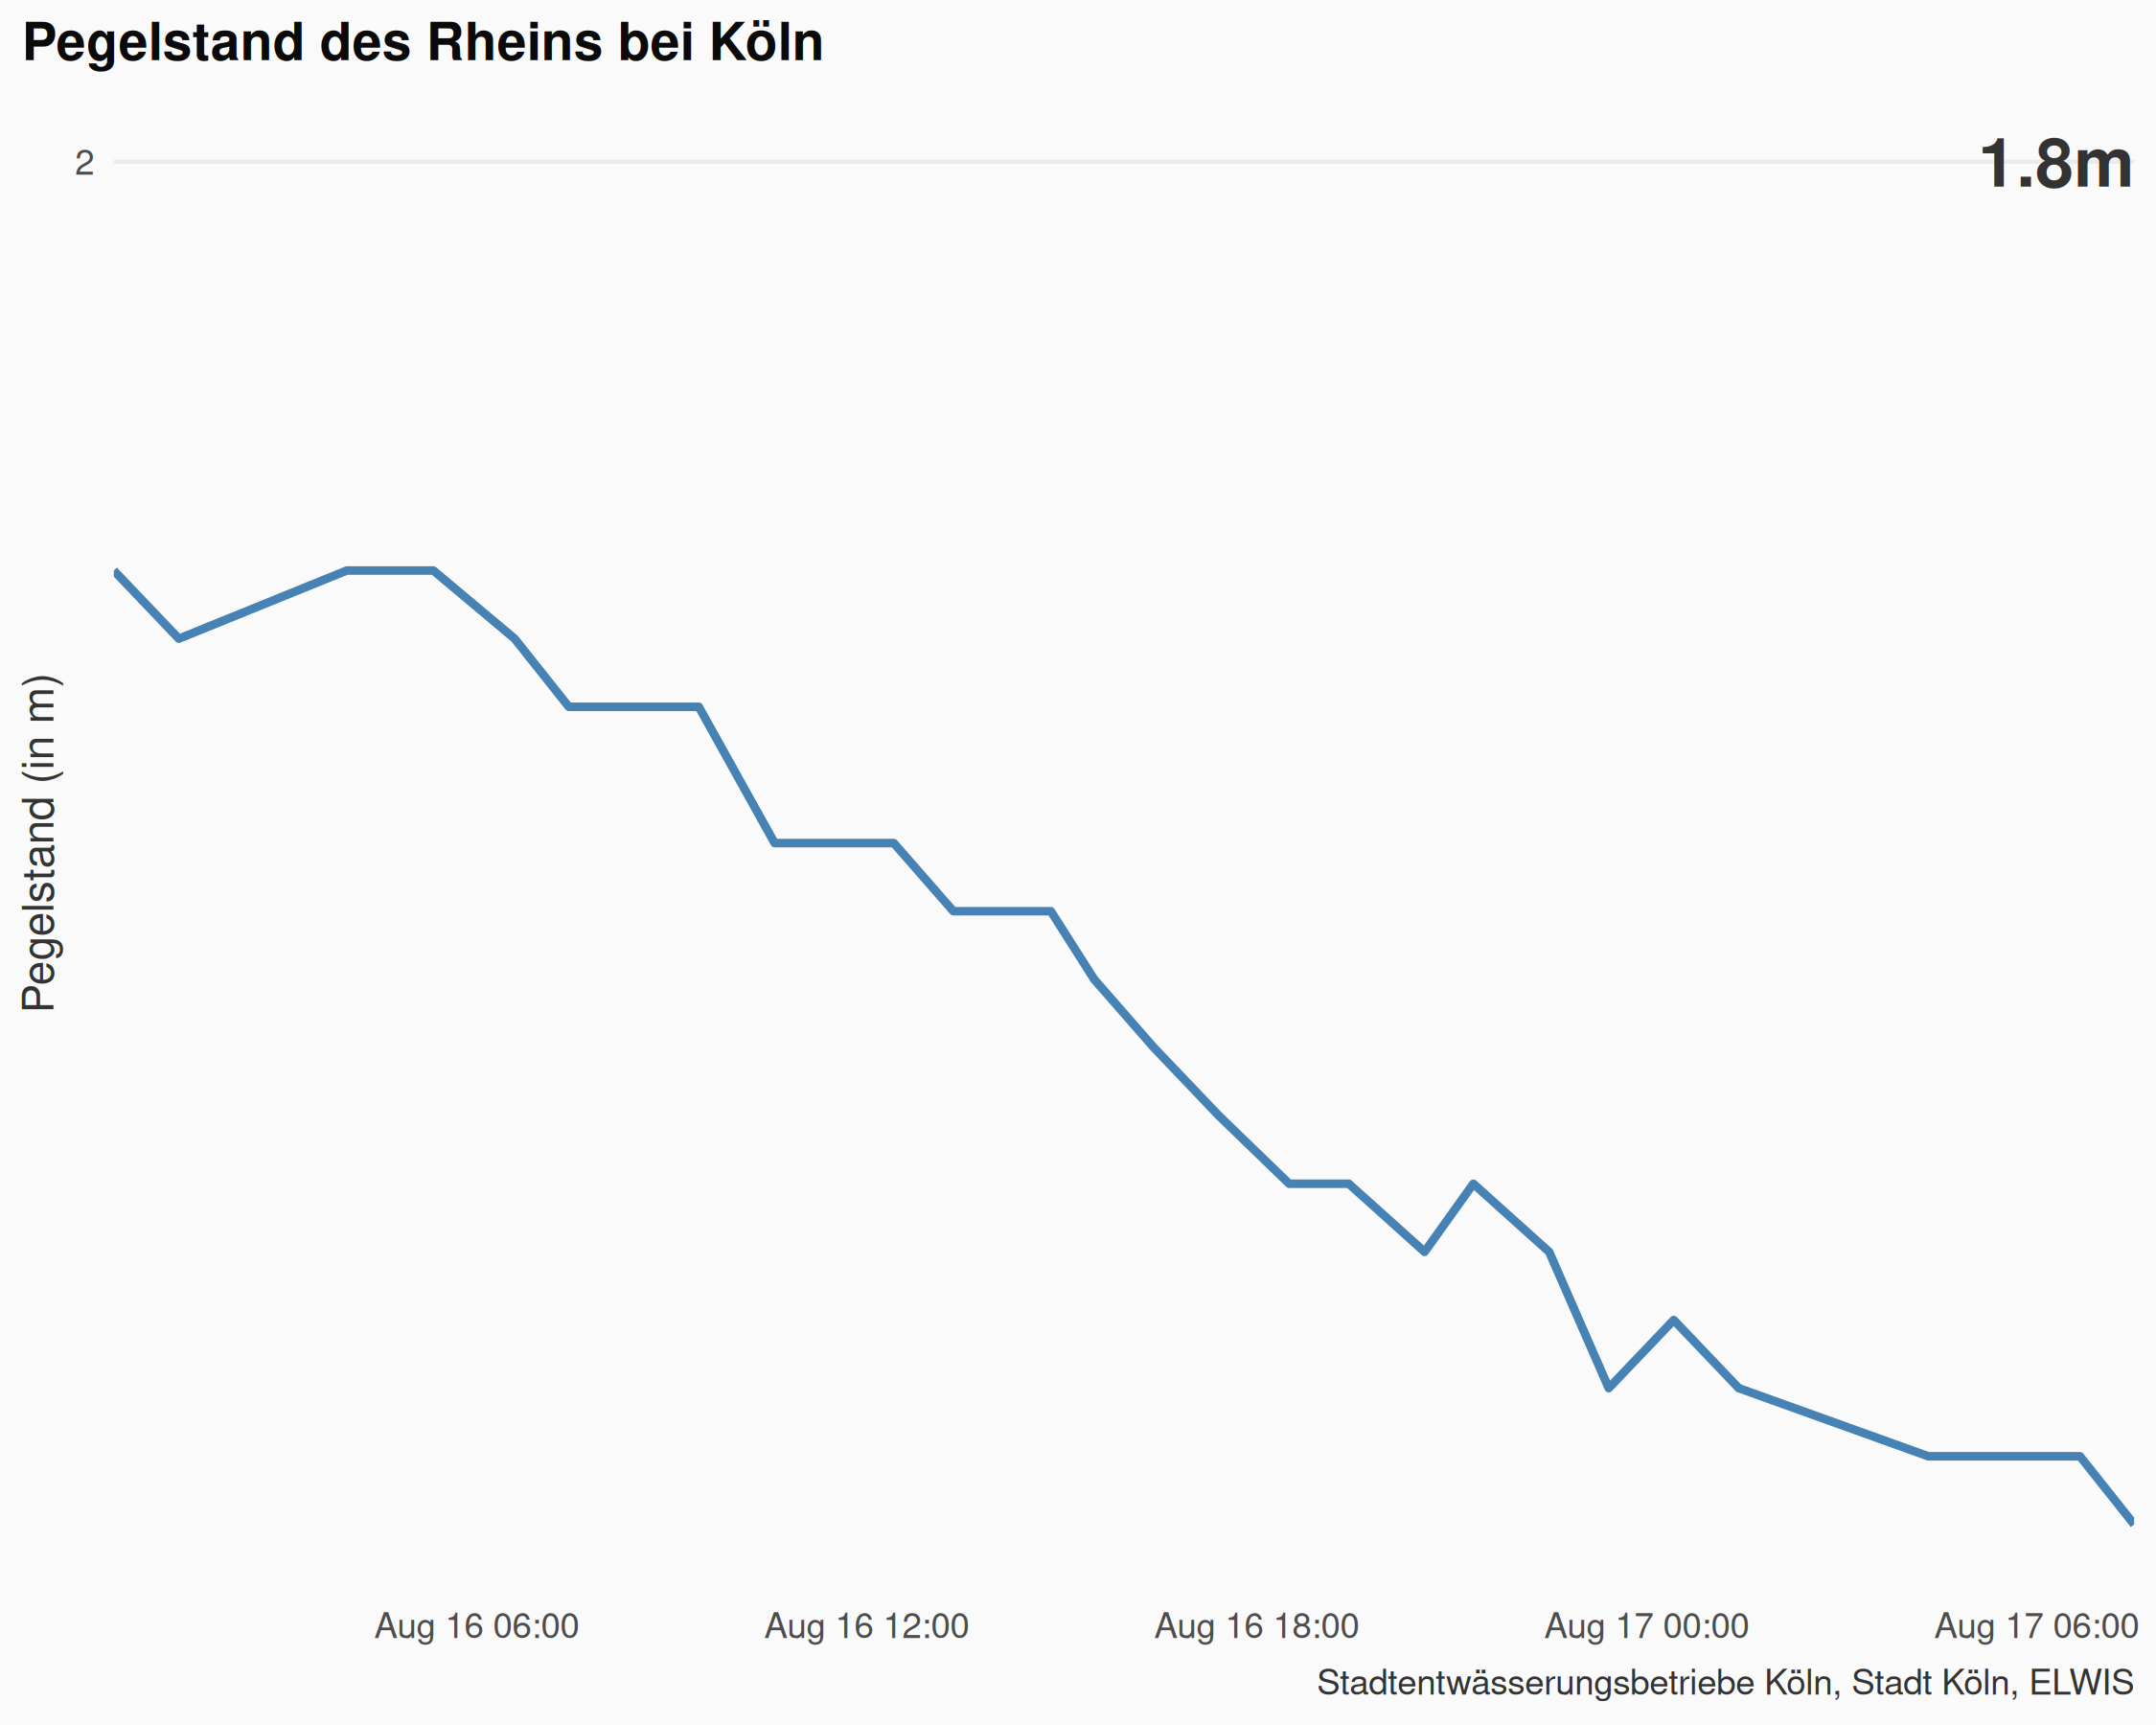 Pegelstand des Rheins bei Köln
2
1.8m
Pegelstand (in m)
Aug 16 06:00
Aug 16 12:00
Aug 16 18:00
Aug 17 00:00
Aug 17 06:00
Stadtentwässerungsbetriebe Köln, Stadt Köln, ELWIS